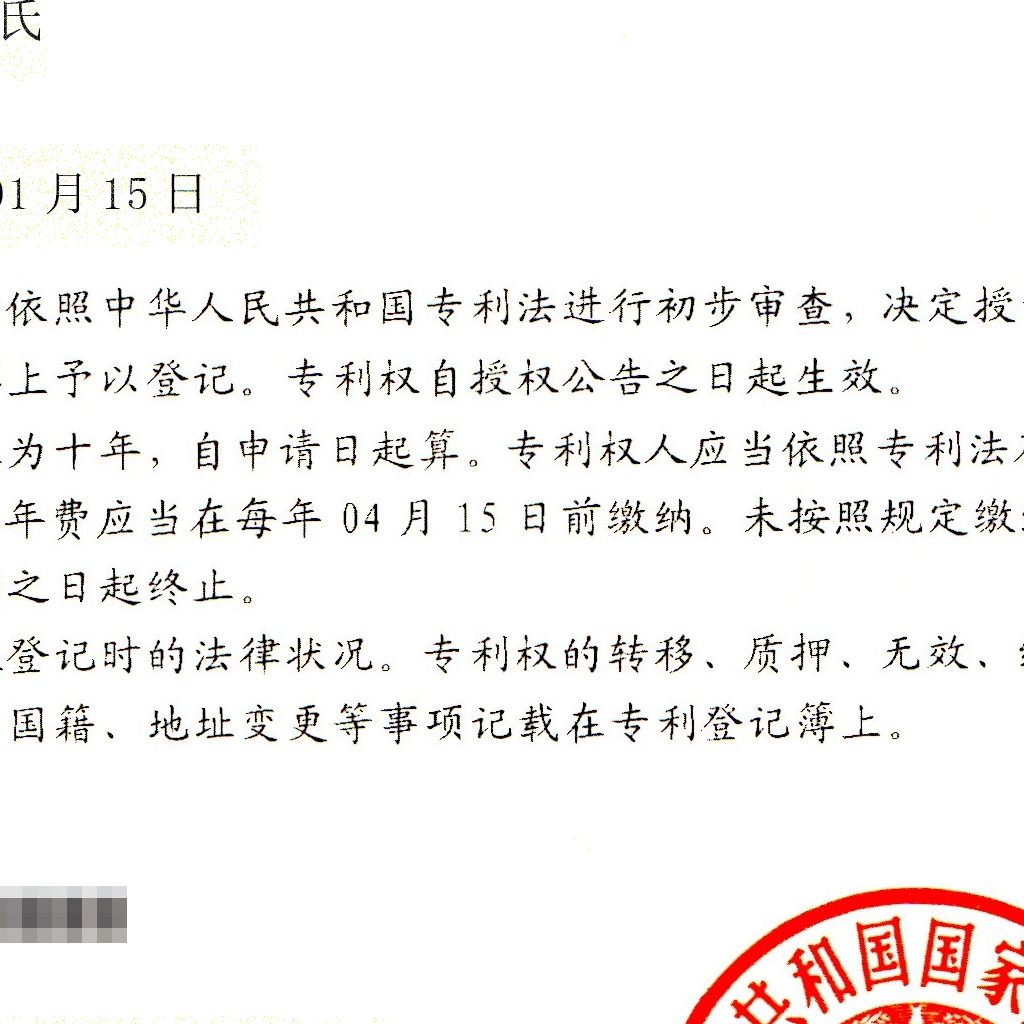 氏
01月15日
依照中华人民共和国专利法进行初步审查，决定授
上予以登记。专利权自授权公告之日起生效。
为十年，自申请日起算。专利权人应当依照专利法及
年费应当在每年 04 月 15 日前缴纳。未按照规定缴
之日起终止。
登记时的法律状况。专利权的转移、质押、无效、
国籍、地址变更等事项记载在专利登记簿上。
共和国国家